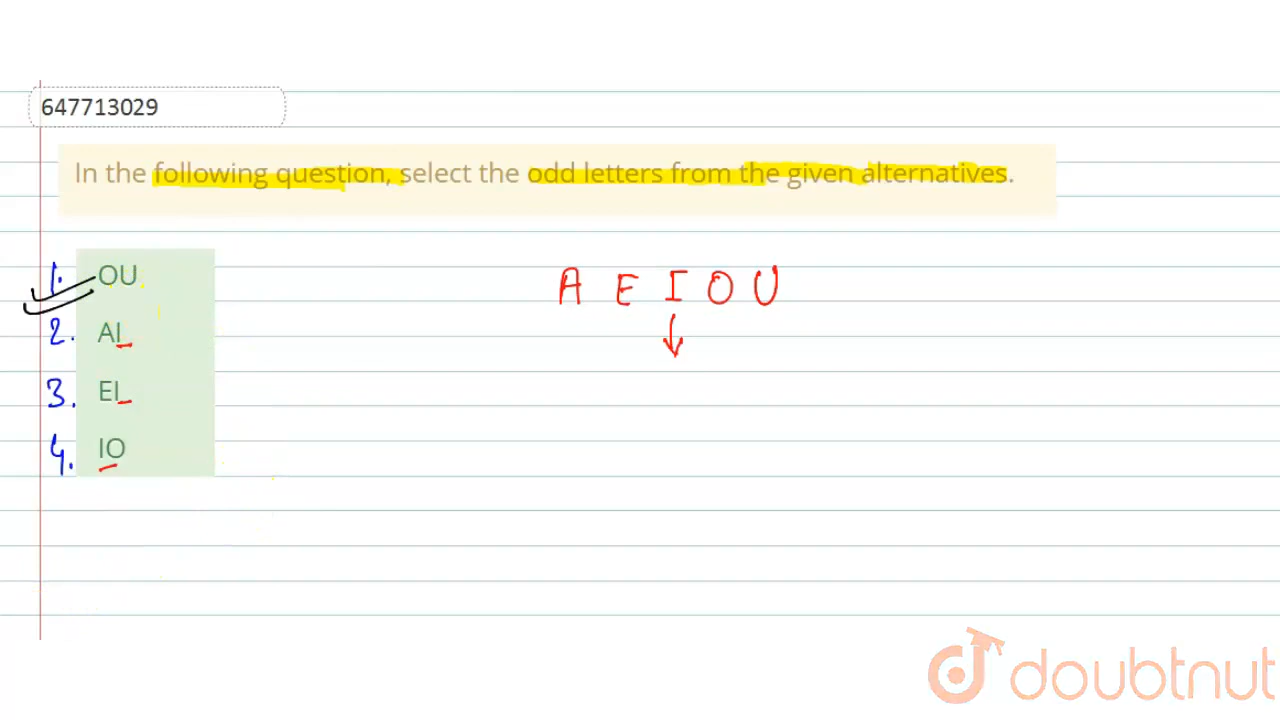 647713029
In the following question, select the odd letters from the given alternatives.
1. OU
A E I O U
2. AI
3. EI
4. IO
doubtnut